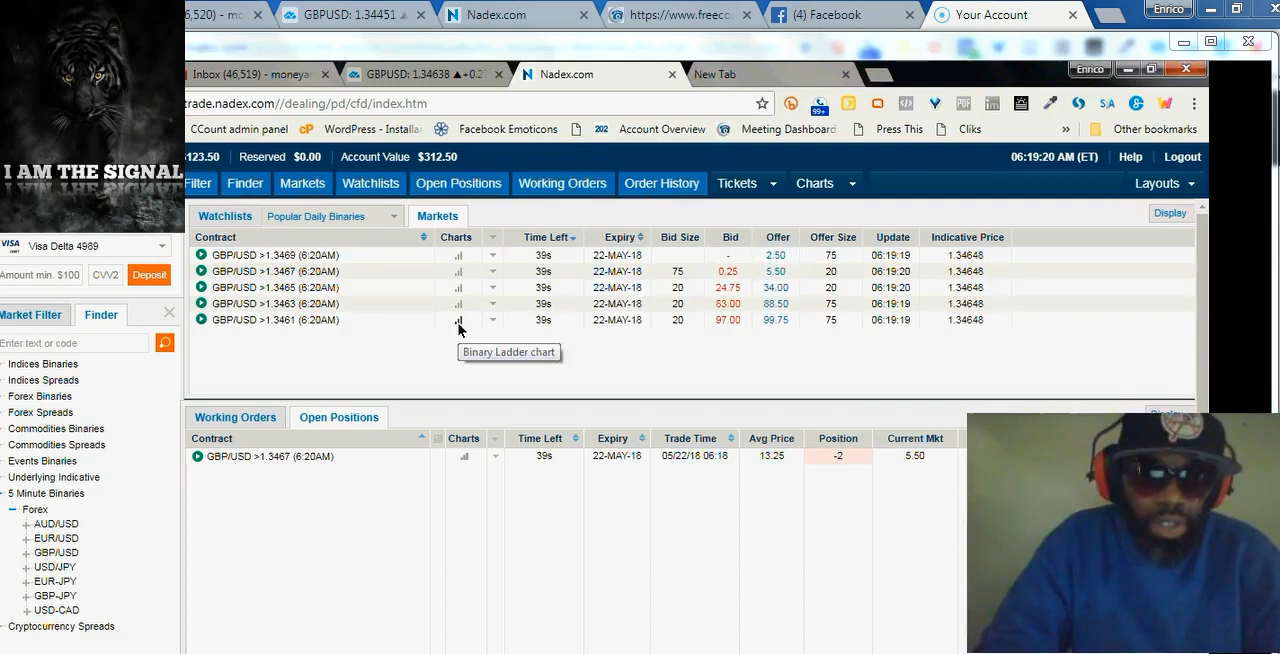 6,520) - mo
GBPUSD: 1.34451
Nadex.com
https://www.freeco
(4) Facebook
Your Account
Enrico
Inbox (46,519) - moneyar
GBPUSD: 1.34638 ▲+0.2
Nadex.com
New Tab
Enrico
trade.nadex.com//dealing/pd/cfd/index.htm
99+
PDF
CCount admin panel
cP WordPress - Installa
Facebook Emoticons
202 Account Overview
Meeting Dashboard
Press This
Cliks
»
Other bookmarks
123.50 Reserved $0.00 Account Value $312.50 06:19:20 AM (ET) Help Logout
Filter Finder Markets Watchlists Open Positions Working Orders Order History Tickets Charts Layouts
I AM THE SIGNAL
Watchlists Popular Daily Binaries Markets Display
Contract Charts Time Left Expiry Bid Size Bid Offer Offer Size Update Indicative Price
GBP/USD >1.3469 (6:20AM) 39s 22-MAY-18 - 2.50 75 06:19:19 1.34648
GBP/USD >1.3467 (6:20AM) 39s 22-MAY-18 75 0.25 5.50 20 06:19:20 1.34648
GBP/USD >1.3465 (6:20AM) 39s 22-MAY-18 20 24.75 34.00 20 06:19:20 1.34648
GBP/USD >1.3463 (6:20AM) 39s 22-MAY-18 20 83.00 88.50 20 06:19:19 1.34648
GBP/USD >1.3461 (6:20AM) 39s 22-MAY-18 20 97.00 99.75 75 06:19:19 1.34648
Binary Ladder chart
VISA Visa Delta 4989
Amount min. $100 CVV2 Deposit
Market Filter Finder
Enter text or code
Indices Binaries
Indices Spreads
Forex Binaries
Forex Spreads
Commodities Binaries
Commodities Spreads
Events Binaries
Underlying Indicative
5 Minute Binaries
Forex
AUD/USD
EUR/USD
GBP/USD
USD/JPY
EUR-JPY
GBP-JPY
USD-CAD
Cryptocurrency Spreads
Working Orders Open Positions Display
Contract Charts Time Left Expiry Trade Time Avg Price Position Current Mkt
GBP/USD >1.3467 (6:20AM) 39s 22-MAY-18 05/22/18 06:18 13.25 -2 5.50